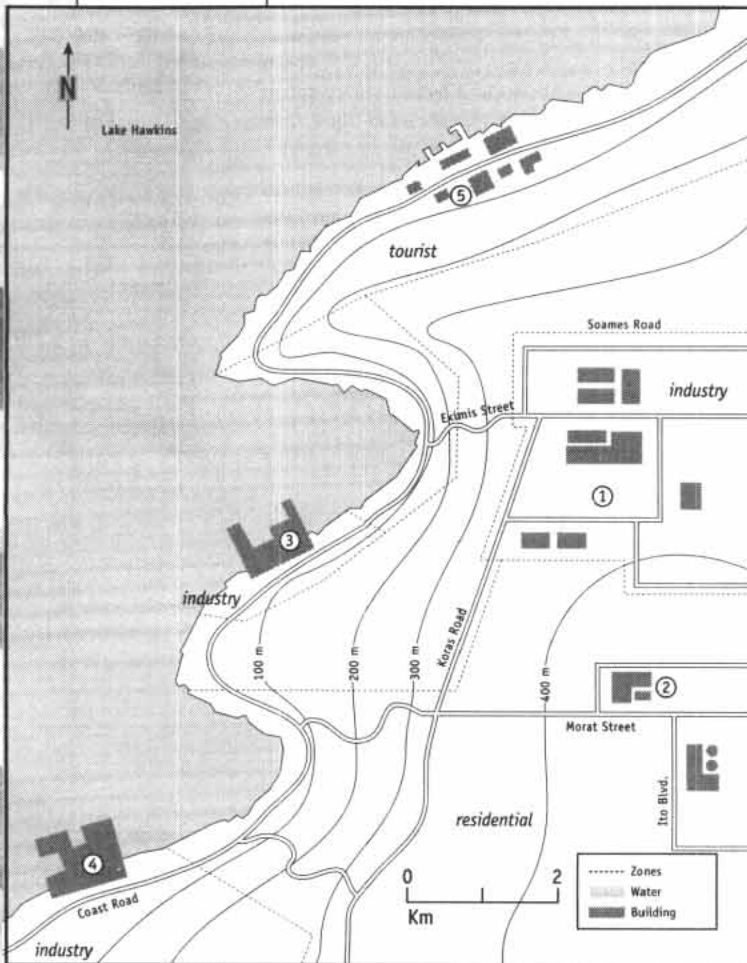 N
Lake Hawkins
5
tourist
Soames Road
industry
Eximis Street
1
3
industry
Koras Road
100 m
200 m
300 m
400 m
2
Morat Street
Ito Blvd.
residential
4
Coast Road
industry
0 2
Km
Zones
Water
Building